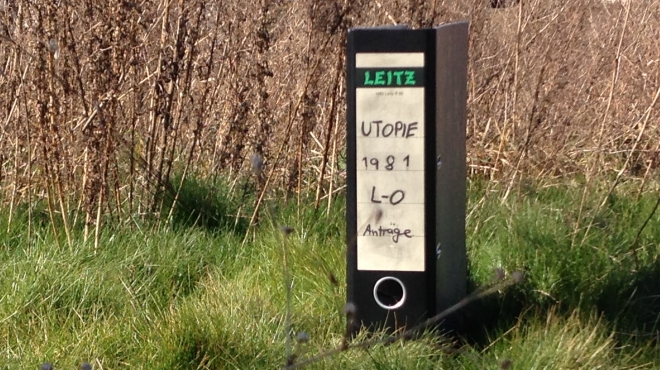 LEITZ
UTOPIE
1981
L-O
Anträge